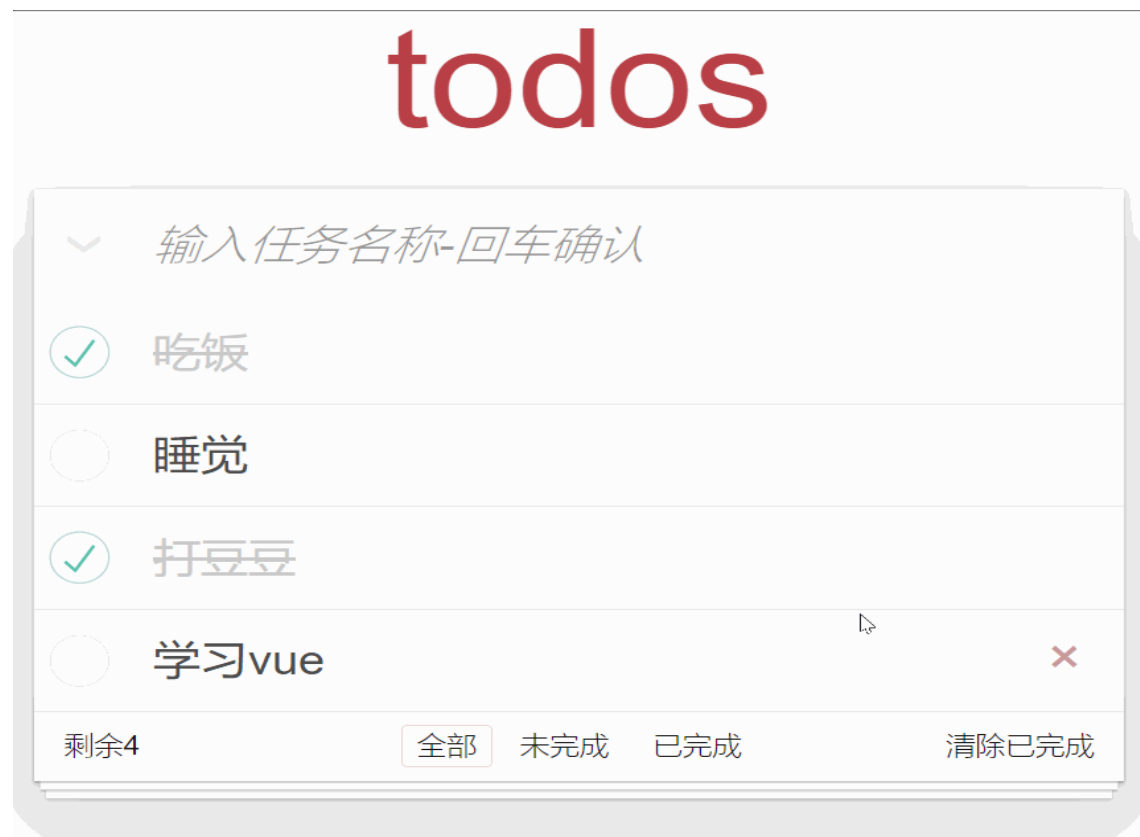 todos
输入任务名称-回车确认
吃饭
睡觉
打豆豆
学习vue
剩余4 全部 未完成 已完成 清除已完成